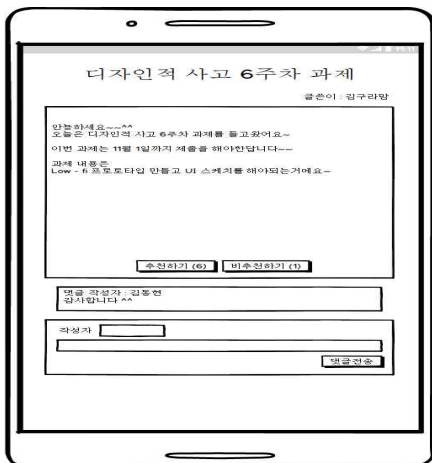 디자인적 사고 6주차 과제
글쓴이 : 김구라망
안늉하세요~~^^
오늘은 디자인적 사고 6주차 과제를 들고왔어요~
이번 과제는 11월 1일까지 제출을 해야한답니다~~
과제 내용은
Low - fi 프로토타입 만들고 UI 스케치를 해야되는거에요~
추천하기 (6) 비추천하기 (1)
댓글 작성자 : 김동현
감사합니다 ^^
작성자
댓글전송